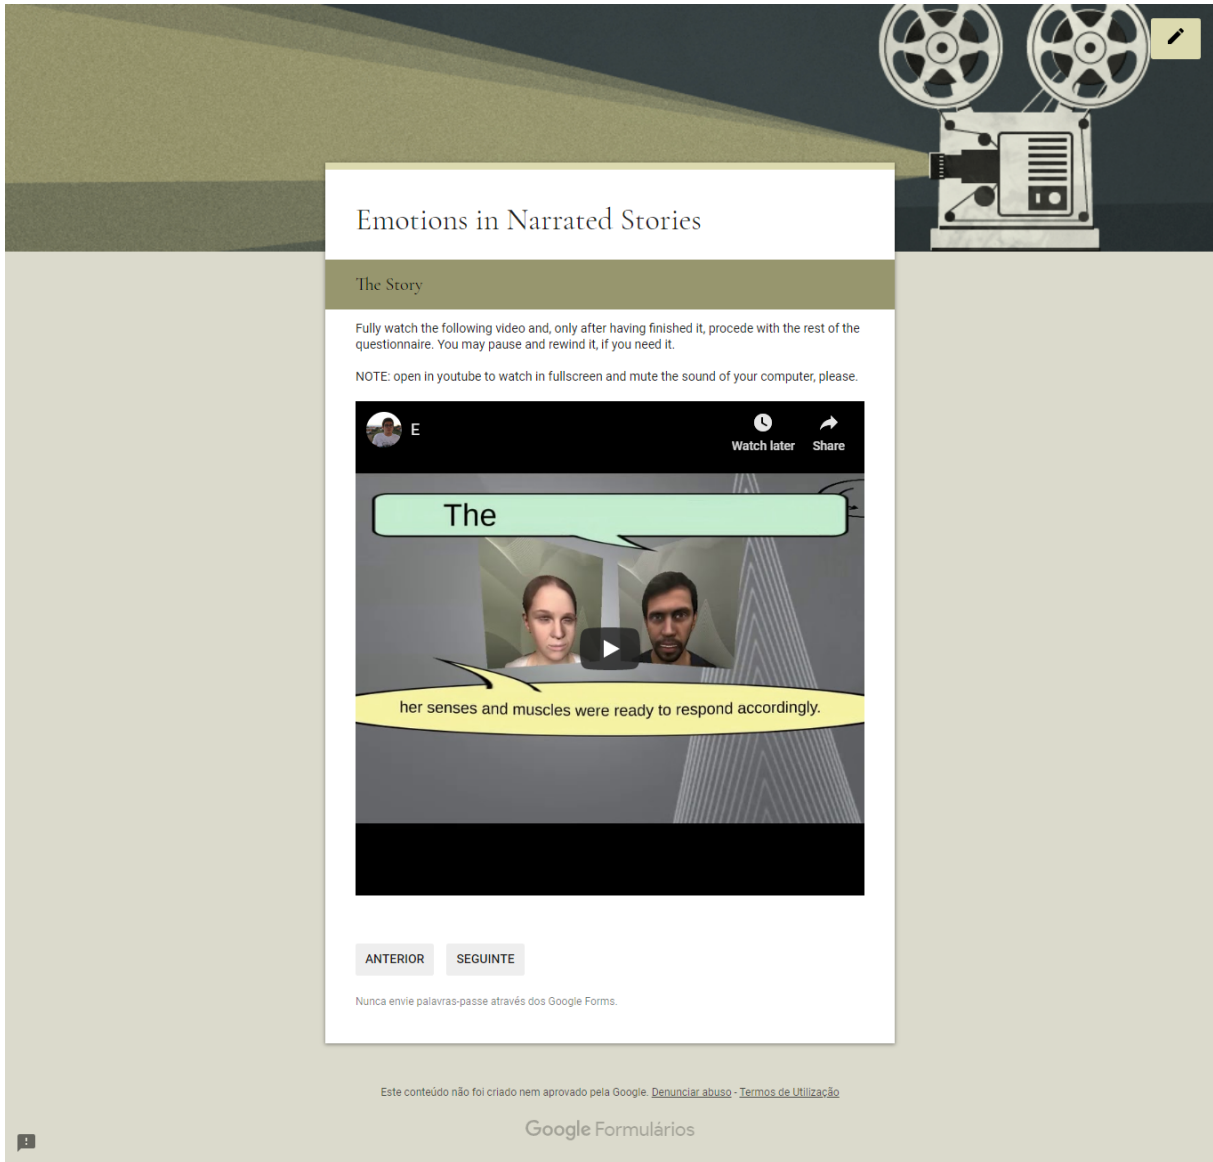 Emotions in Narrated Stories
The Story
Fully watch the following video and, only after having finished it, procede with the rest of the
questionnaire. You may pause and rewind it, if you need it.
NOTE: open in youtube to watch in fullscreen and mute the sound of your computer, please.
E
Watch later
Share
The
her senses and muscles were ready to respond accordingly.
ANTERIOR
SEGUINTE
Nunca envie palavras-passe através dos Google Forms.
Este conteúdo não foi criado nem aprovado pela Google. Denunciar abuso - Termos de Utilização
Google Formulários